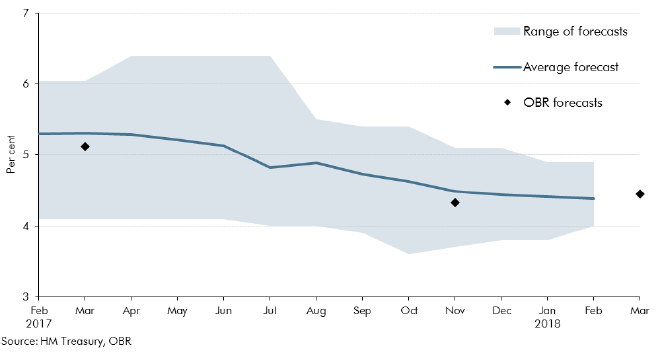 7
6
5
4
3
Per cent
Range of forecasts
Average forecast
OBR forecasts
Feb Mar Apr May Jun Jul Aug Sep Oct Nov Dec Jan Feb Mar
2017 2018
Source: HM Treasury, OBR